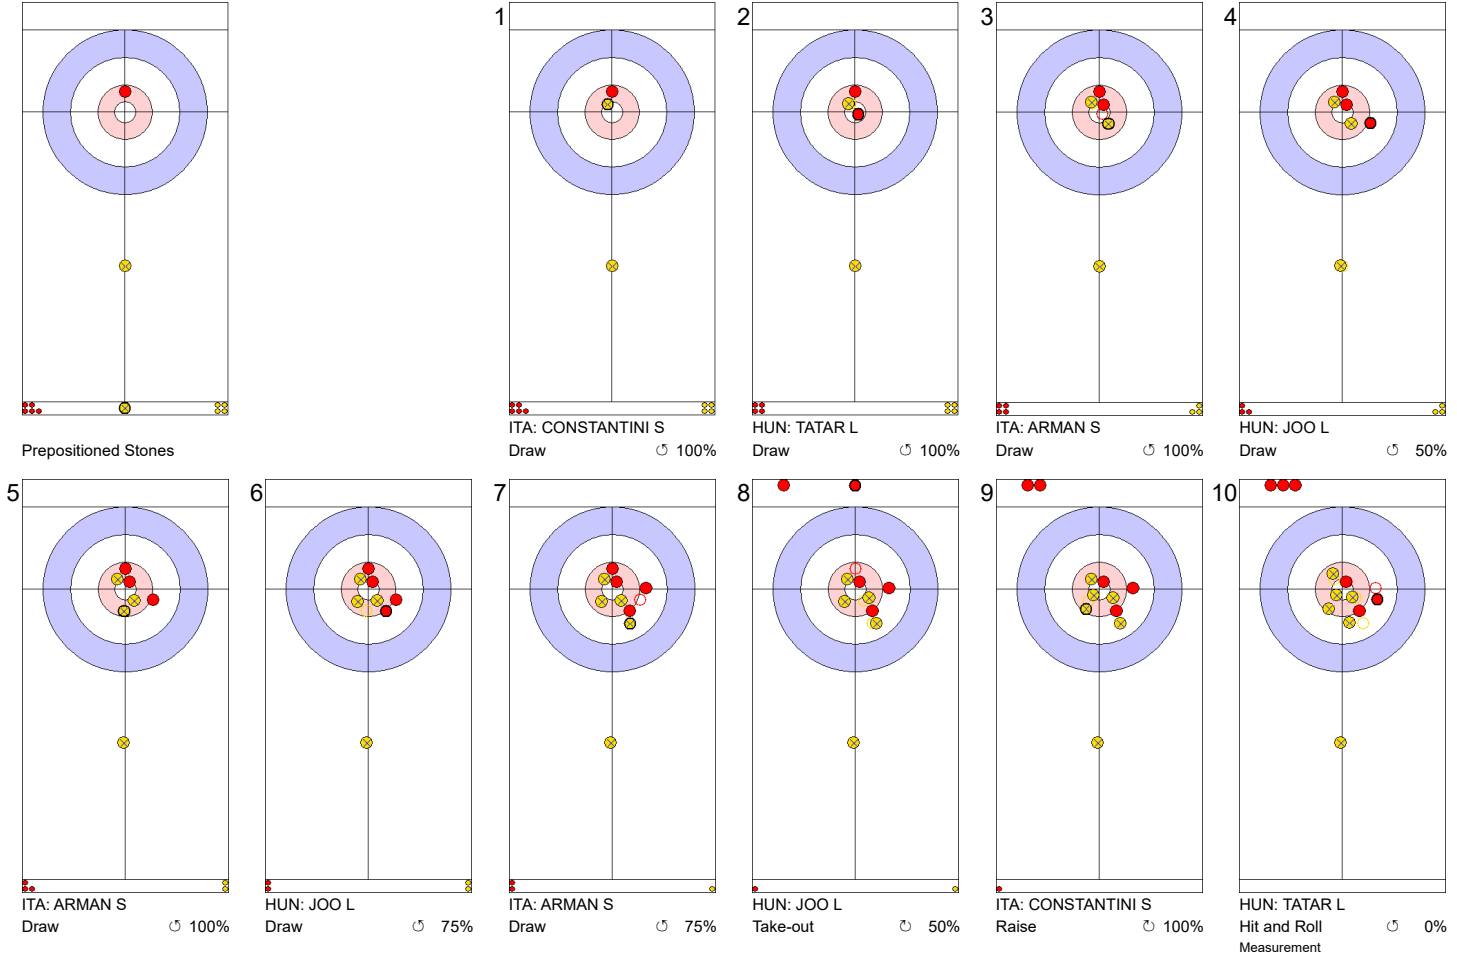 Prepositioned Stones
1
ITA: CONSTANTINI S
Draw 100%
2
HUN: TATAR L
Draw 100%
3
ITA: ARMAN S
Draw 100%
4
HUN: JOO L
Draw 50%
5
ITA: ARMAN S
Draw 100%
6
HUN: JOO L
Draw 75%
7
ITA: ARMAN S
Draw 75%
8
HUN: JOO L
Take-out 50%
9
ITA: CONSTANTINI S
Raise 100%
10
HUN: TATAR L
Hit and Roll 0%
Measurement